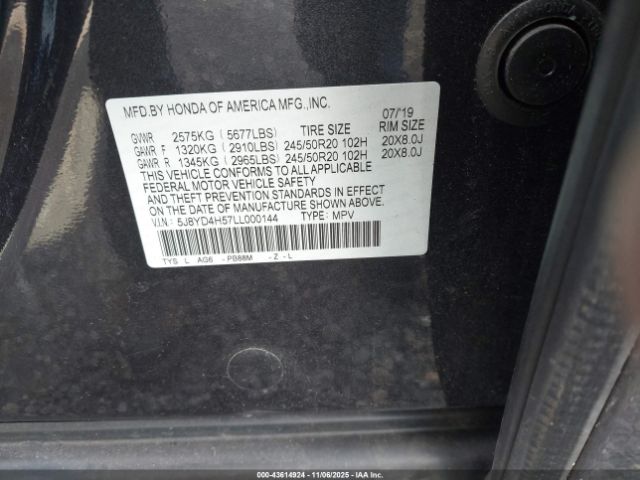 MFD.BY HONDA OF AMERICA MFG.,INC. 07/19
GVWR 2575KG ( 5677LBS) TIRE SIZE RIM SIZE
GAWR F 1320KG ( 2910LBS) 245/50R20 102H 20X8.0J
GAWR R 1345KG ( 2965LBS) 245/50R20 102H 20X8.0J
THIS VEHICLE CONFORMS TO ALL APPLICABLE
FEDERAL MOTOR VEHICLE SAFETY
AND THEFT PREVENTION STANDARDS IN EFFECT
ON THE DATE OF MANUFACTURE SHOWN ABOVE.
V.I.N.: 5J8YD4H57LL000144 TYPE: MPV
TYS L AG6 -PB88M -Z-L
000-43614924 - 11/06/2025 - IAA Inc.